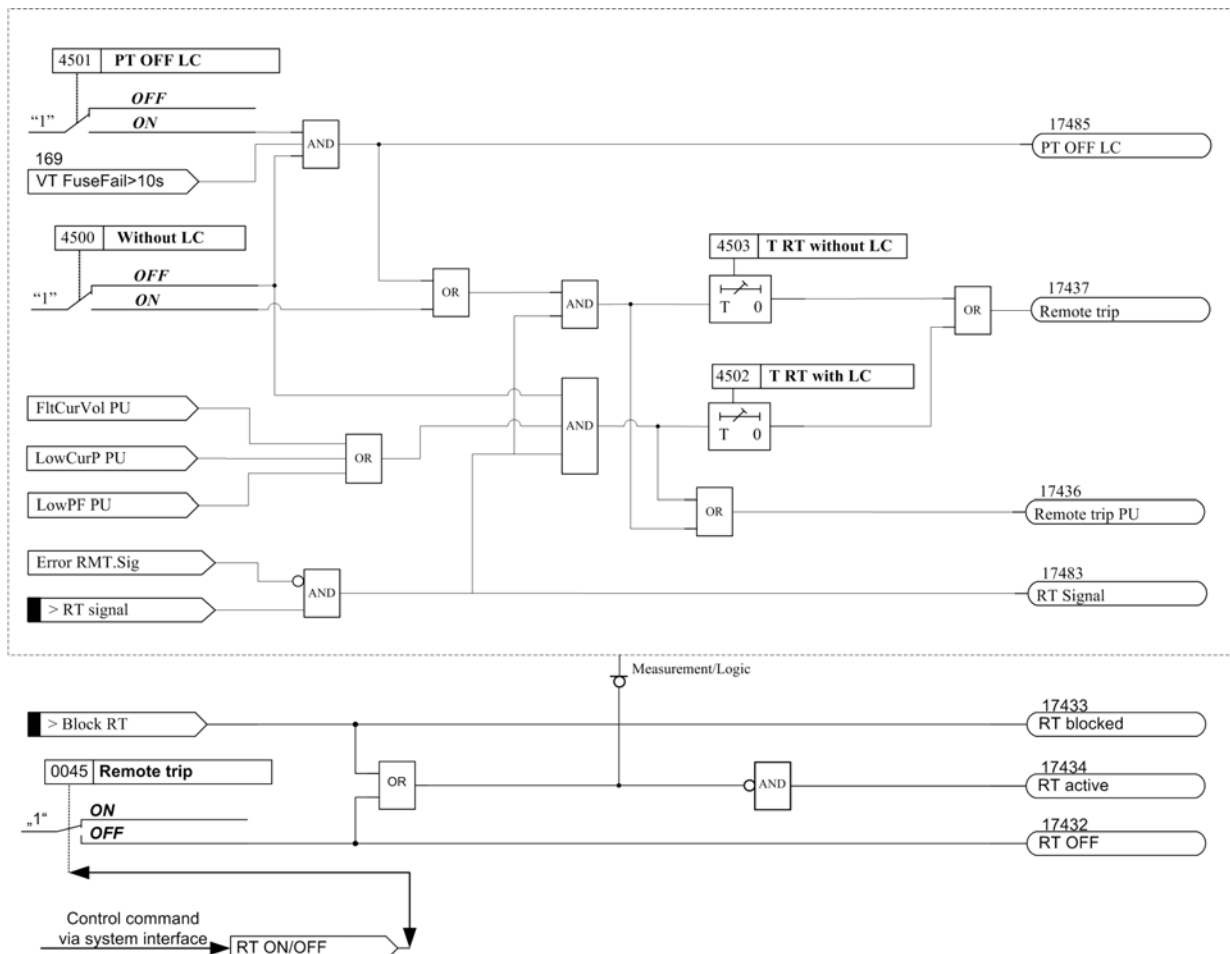 4501 PT OFF LC
OFF
“1” ON
AND
17485
PT OFF LC
169
VT FuseFail>10s
4500 Without LC
OFF
“1” ON
OR
AND
4503 T RT without LC
T 0
OR
17437
Remote trip
4502 T RT with LC
T 0
FltCurVol PU
LowCurP PU
LowPF PU
OR
AND
OR
17436
Remote trip PU
Error RMT.Sig
> RT signal
AND
17483
RT Signal
Measurement/Logic
> Block RT
17433
RT blocked
0045 Remote trip
OR
AND
17434
RT active
„1“ ON
OFF
17432
RT OFF
Control command
via system interface
RT ON/OFF